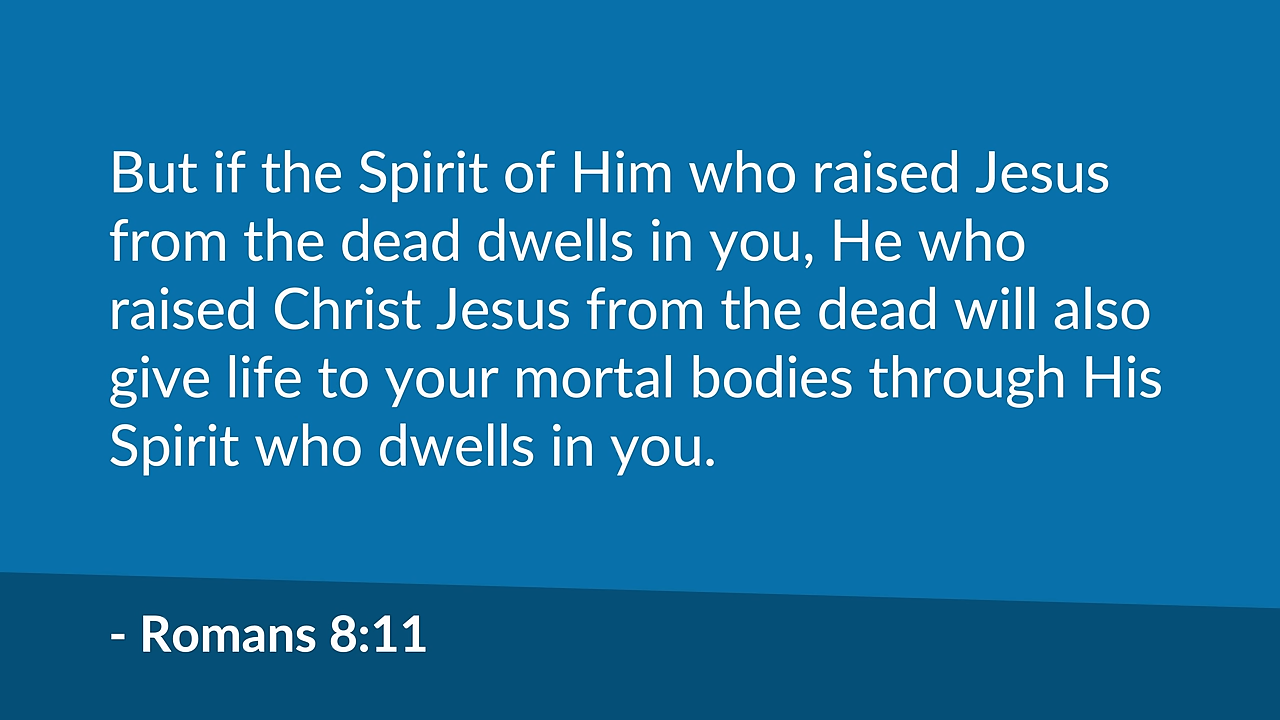 But if the Spirit of Him who raised Jesus
from the dead dwells in you, He who
raised Christ Jesus from the dead will also
give life to your mortal bodies through His
Spirit who dwells in you.
- Romans 8:11